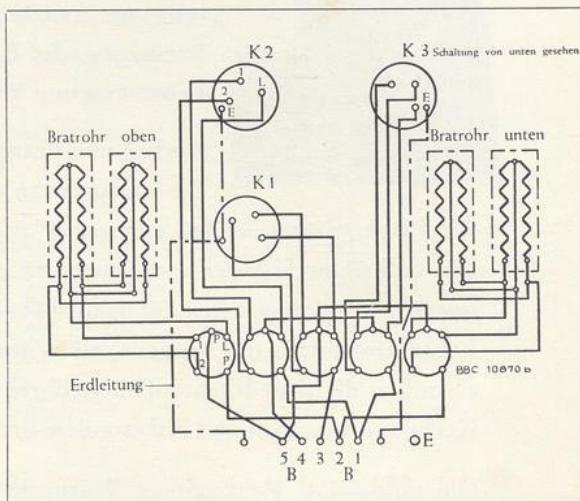 K 2
K 3 Schaltung von unten gesehen
1
L
2
E
E
Bratrohr oben
Bratrohr unten
K 1
1
P
L
2
P
BBC 10870 b
Erdleitung
5 4 3 2 1
E
B B